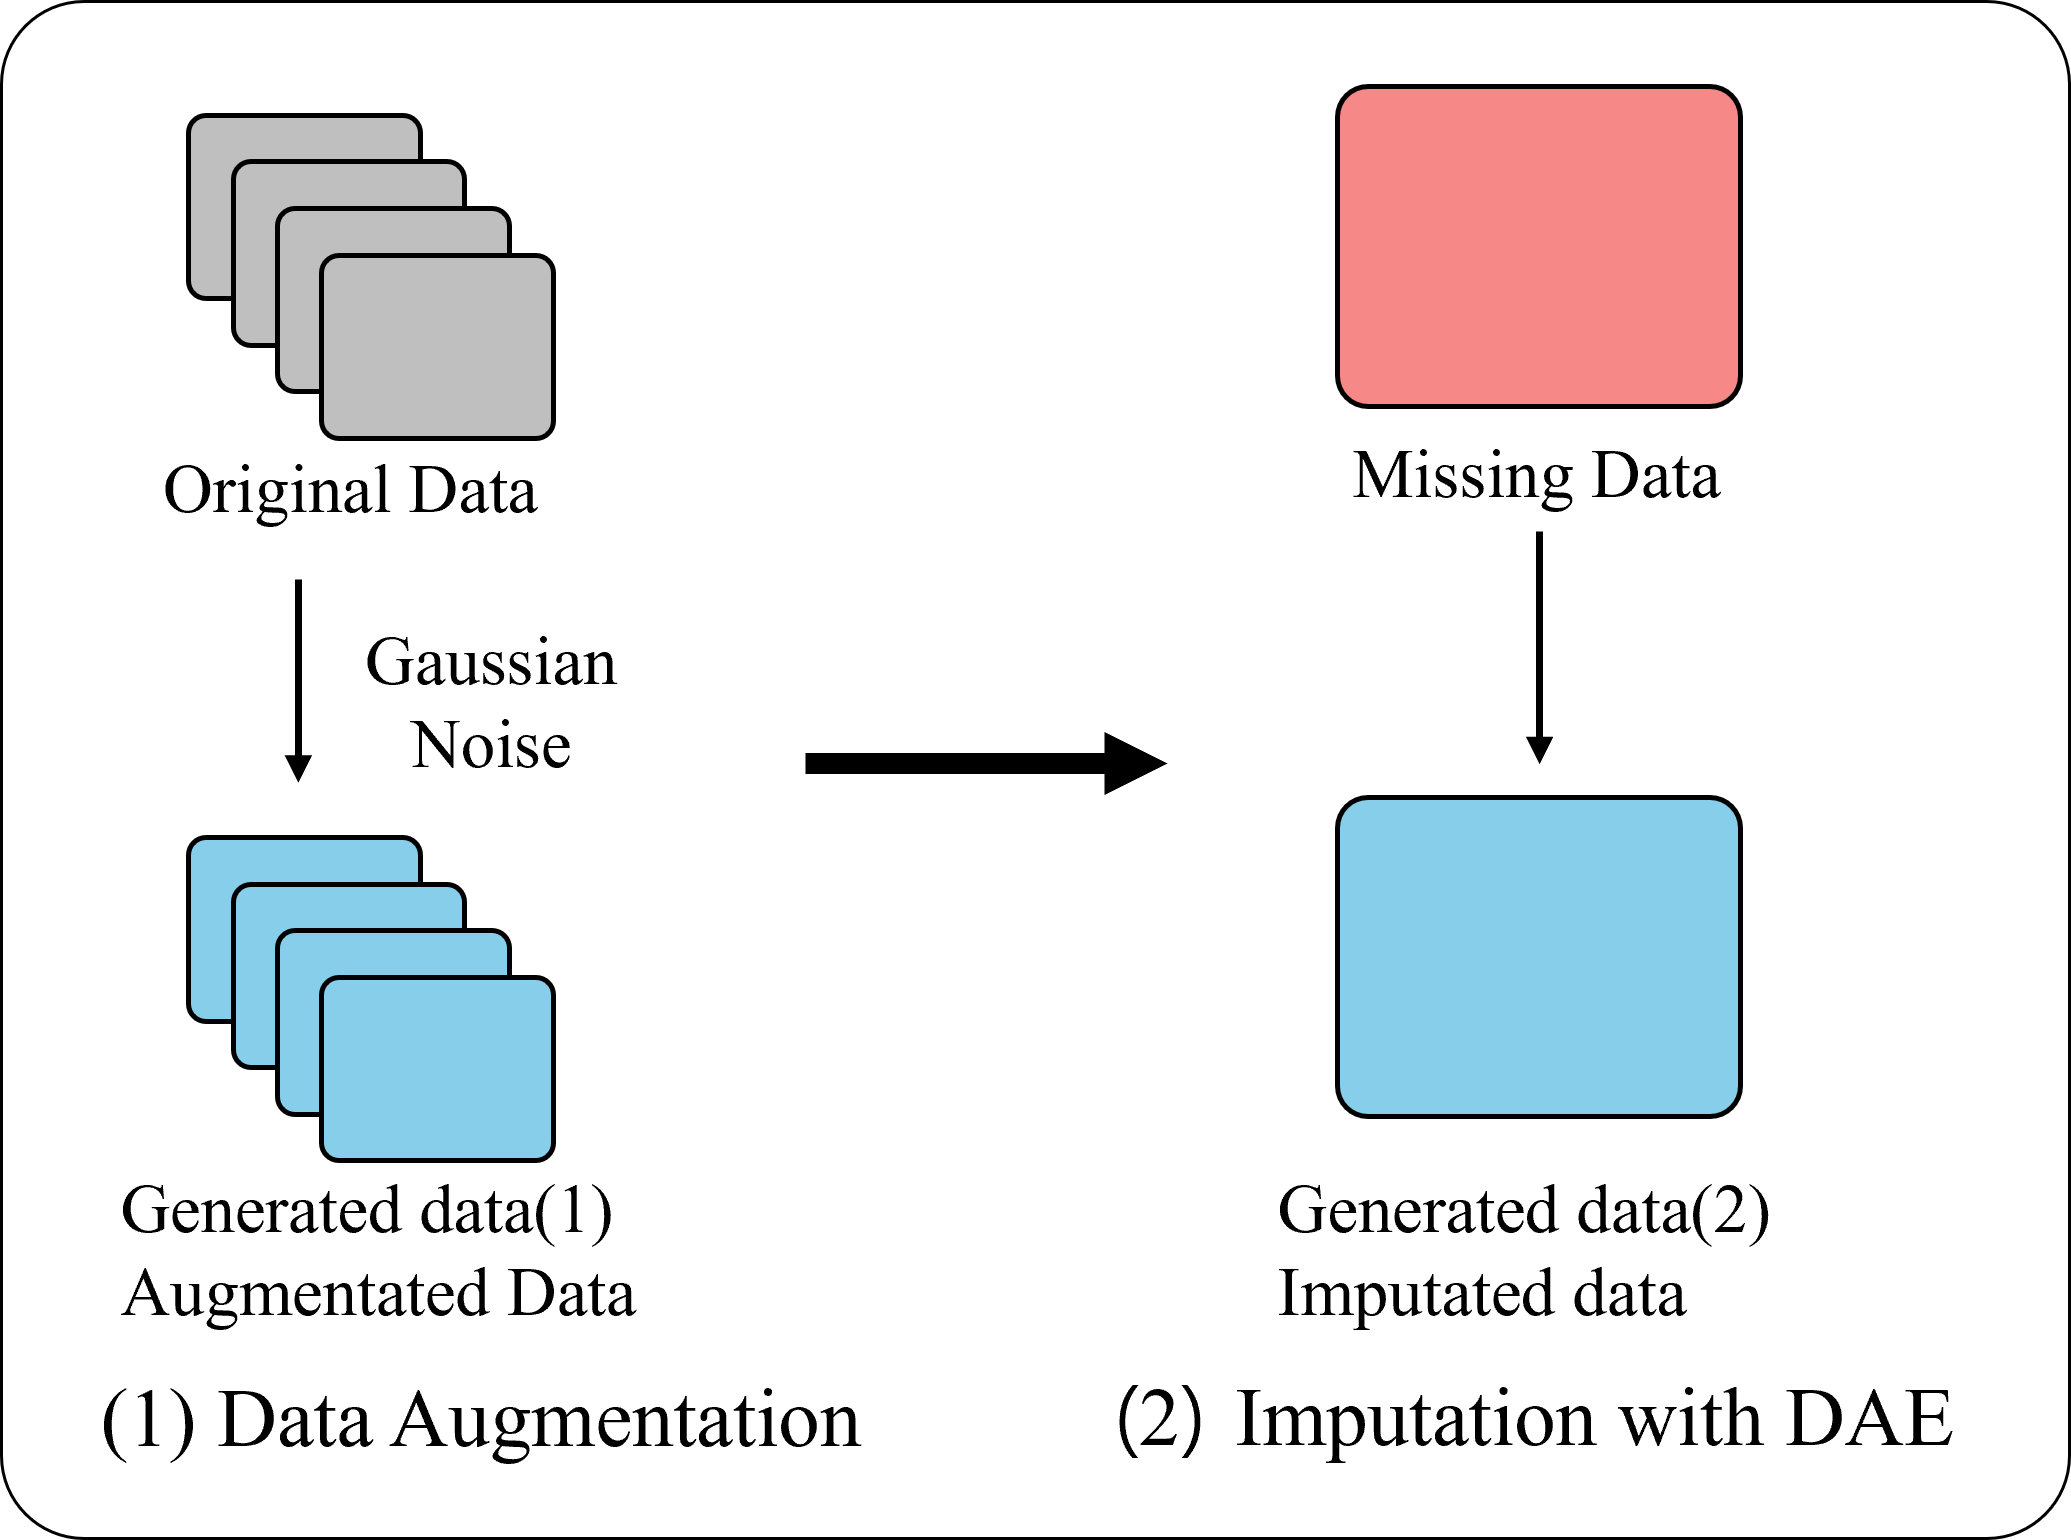 Original Data
Gaussian
Noise
Generated data(1)
Augmentated Data
(1) Data Augmentation
Missing Data
Generated data(2)
Imputated data
(2) Imputation with DAE